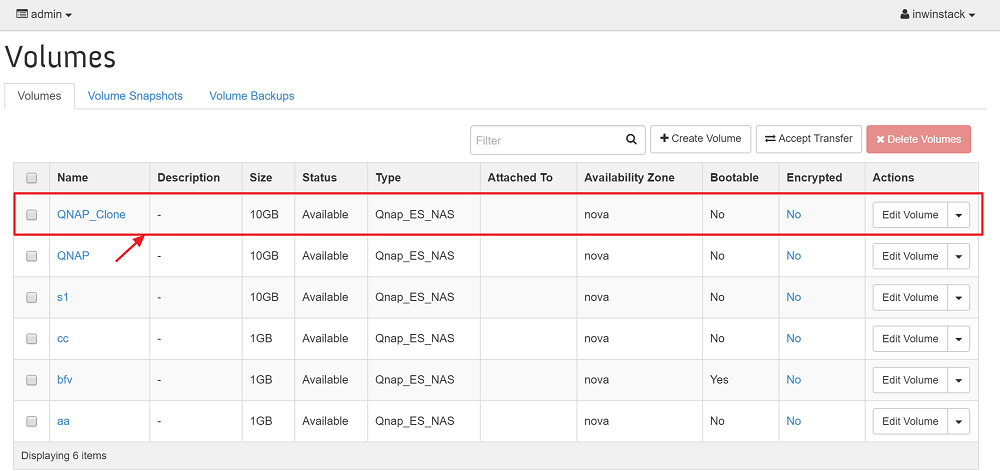 admin inwinstack
Volumes
Volumes Volume Snapshots Volume Backups
Filter Create Volume Accept Transfer Delete Volumes
Name Description Size Status Type Attached To Availability Zone Bootable Encrypted Actions
QNAP_Clone - 10GB Available Qnap_ES_NAS nova No No Edit Volume
QNAP - 10GB Available Qnap_ES_NAS nova No No Edit Volume
s1 - 10GB Available Qnap_ES_NAS nova No No Edit Volume
cc - 1GB Available Qnap_ES_NAS nova No No Edit Volume
bfv - 1GB Available Qnap_ES_NAS nova Yes No Edit Volume
aa - 1GB Available Qnap_ES_NAS nova No No Edit Volume
Displaying 6 items